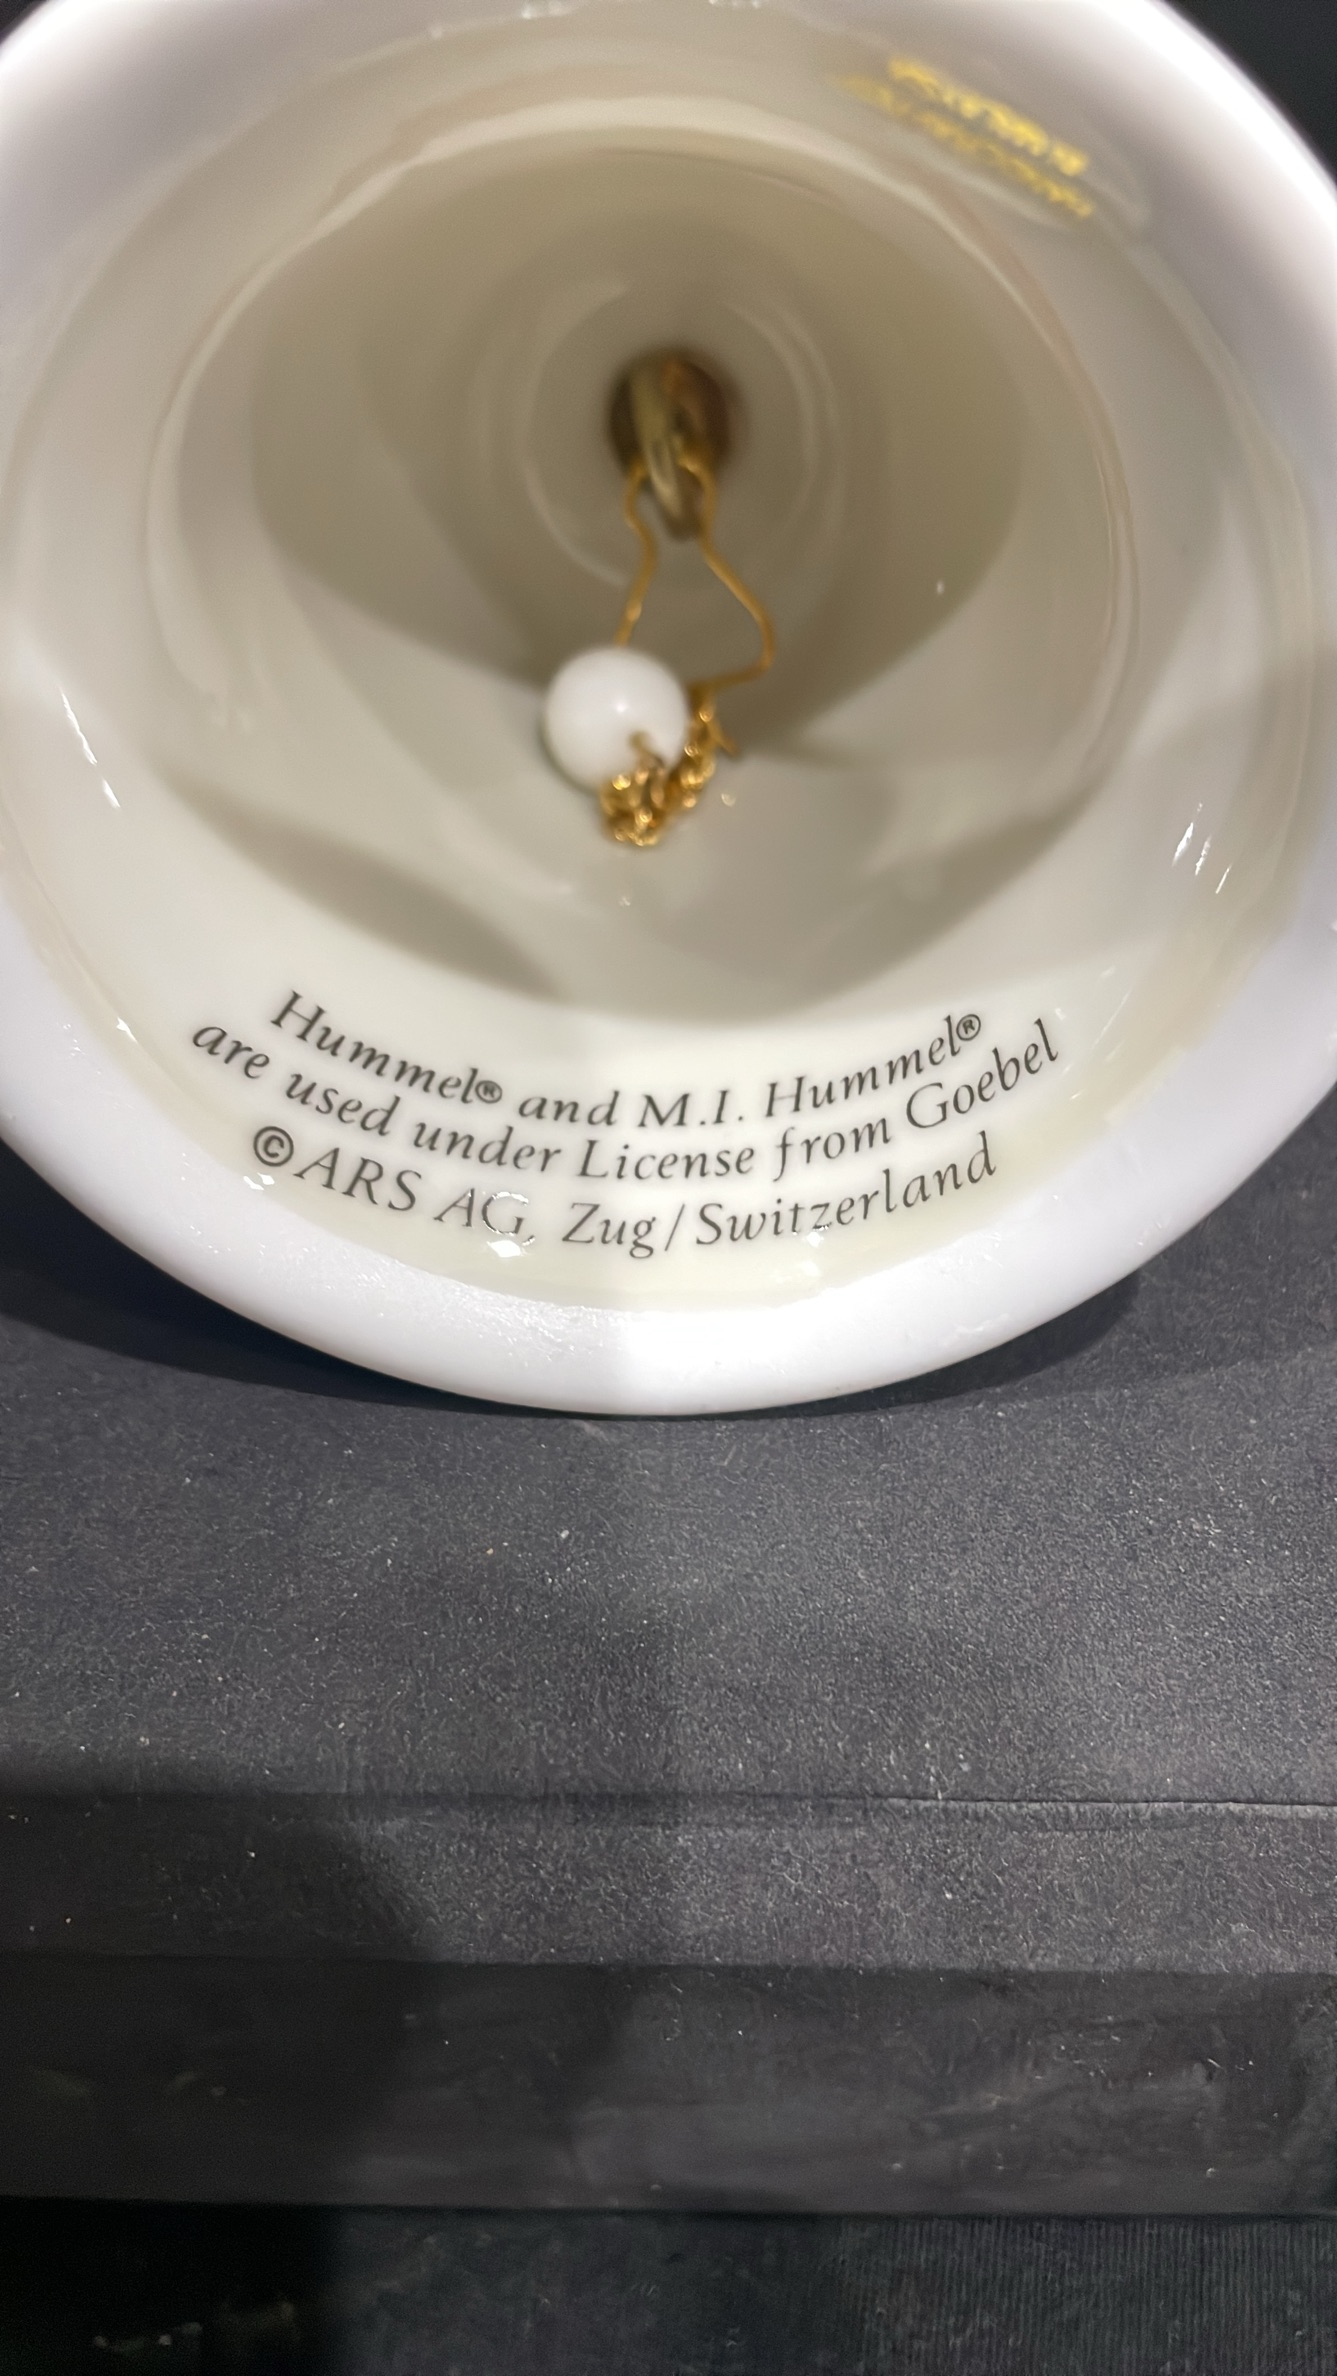 Hummel® and M.I. Hummel®
are used under License from Goebel
©ARS AG, Zug/Switzerland